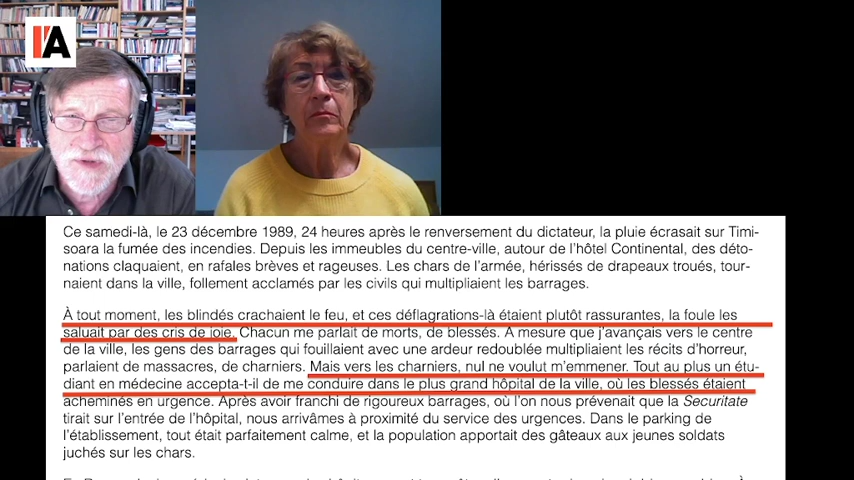 I'A
Ce samedi-là, le 23 décembre 1989, 24 heures après le renversement du dictateur, la pluie écrasait sur Timi-
soara la fumée des incendies. Depuis les immeubles du centre-ville, autour de l'hôtel Continental, des déto-
nations claquaient, en rafales brèves et rageuses. Les chars de l'armée, hérissés de drapeaux troués, tour-
naient dans la ville, follement acclamés par les civils qui multipliaient les barrages.
À tout moment, les blindés crachaient le feu, et ces déflagrations-là étaient plutôt rassurantes, la foule les
saluait par des cris de joie. Chacun me parlait de morts, de blessés. A mesure que j'avançais vers le centre
de la ville, les gens des barrages qui fouillaient avec une ardeur redoublée multipliaient les récits d'horreur,
parlaient de massacres, de charniers. Mais vers les charniers, nul ne voulut m'emmener. Tout au plus un étu-
diant en médecine accepta-t-il de me conduire dans le plus grand hôpital de la ville, où les blessés étaient
acheminés en urgence. Après avoir franchi de rigoureux barrages, où l'on nous prévenait que la Securitate
tirait sur l'entrée de l'hôpital, nous arrivâmes à proximité du service des urgences. Dans le parking de
l'établissement, tout était parfaitement calme, et la population apportait des gâteaux aux jeunes soldats
juchés sur les chars.